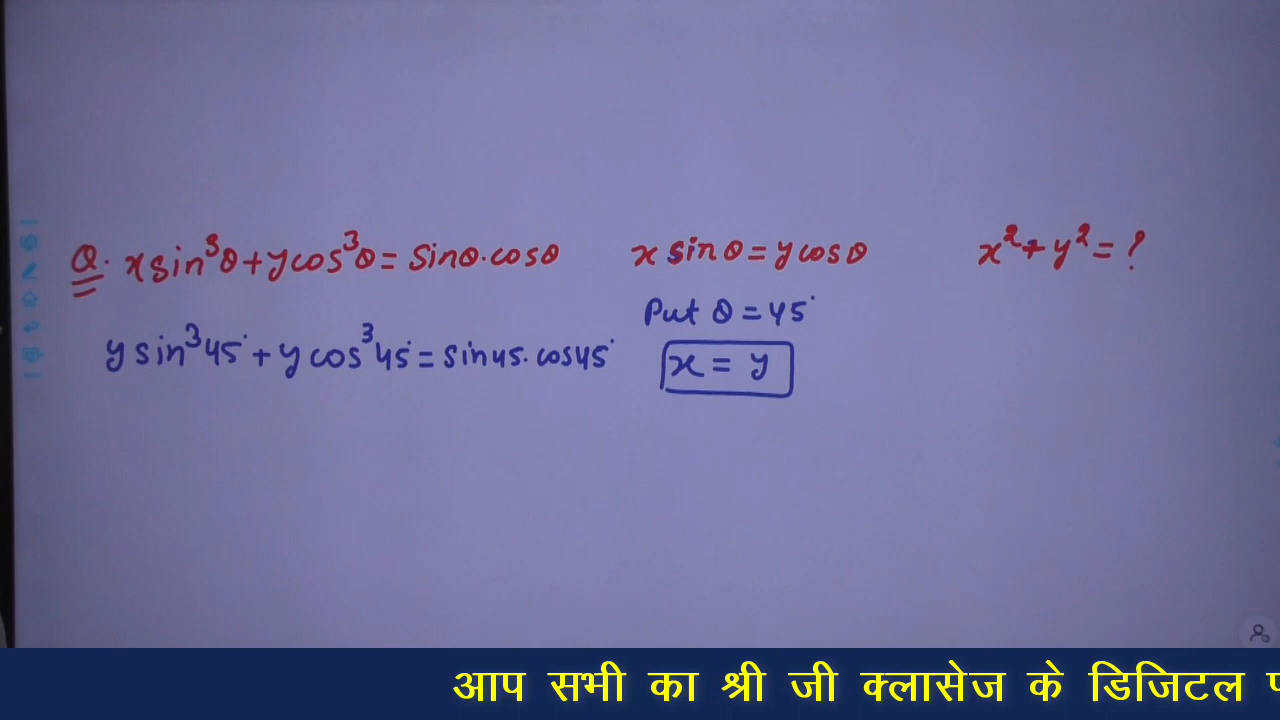 Q. x sin³θ + y cos³θ = sinθ.cosθ x sinθ = y cosθ x² + y² = ?
Put θ = 45°
y sin³45° + y cos³45° = sin45.cos45° x = y
आप सभी का श्री जी क्लासेज के डिजिटल